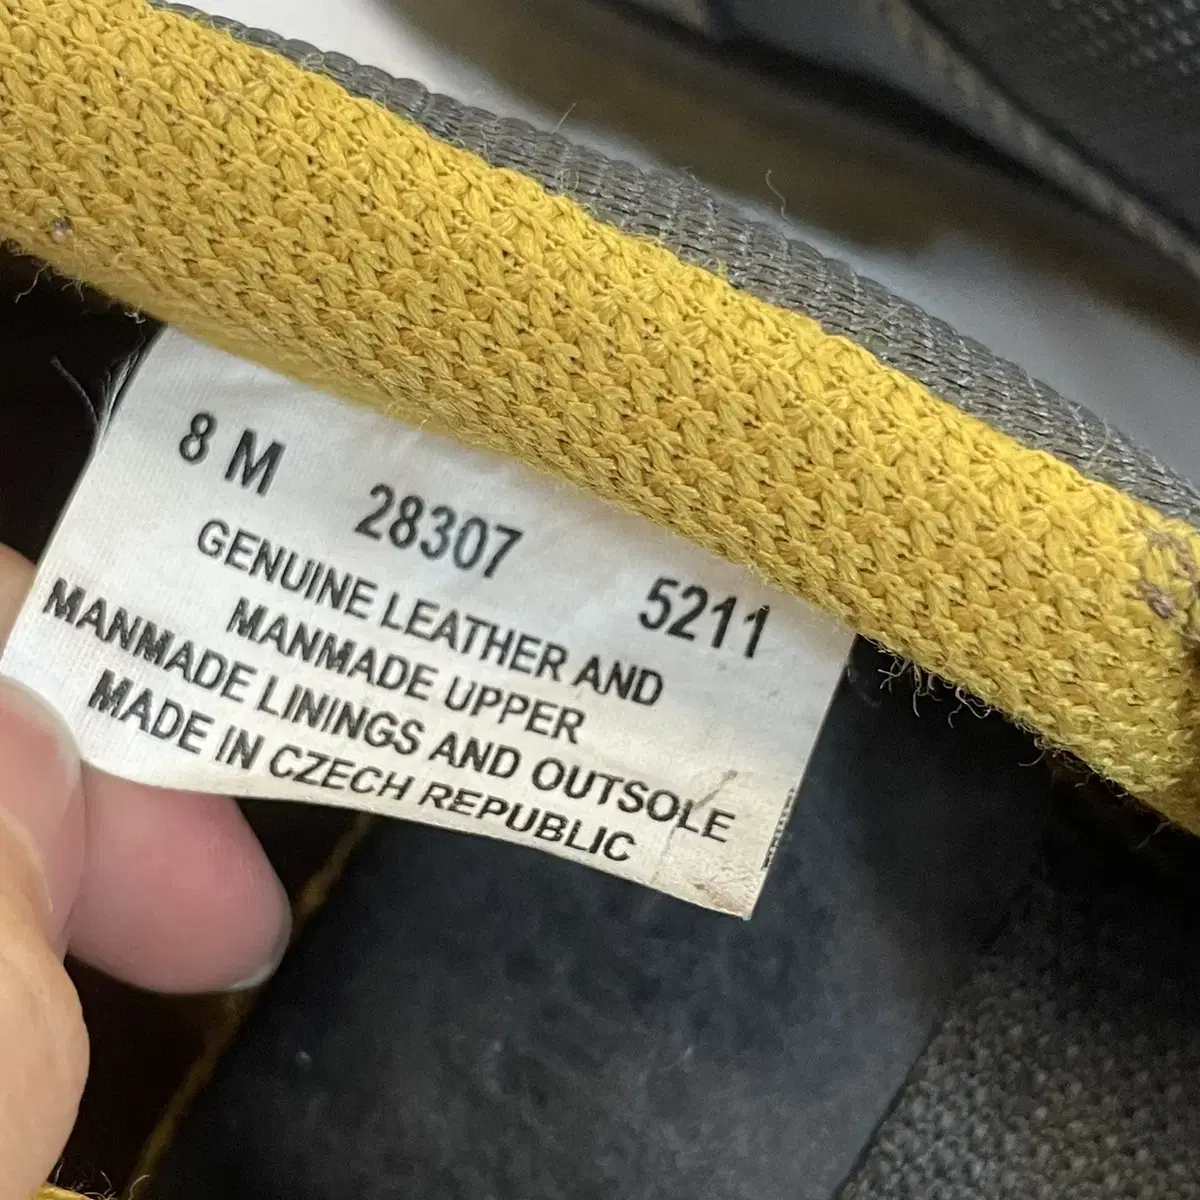 8 M 28307 5211
GENUINE LEATHER AND
MANMADE UPPER
MANMADE LININGS AND OUTSOLE
MADE IN CZECH REPUBLIC